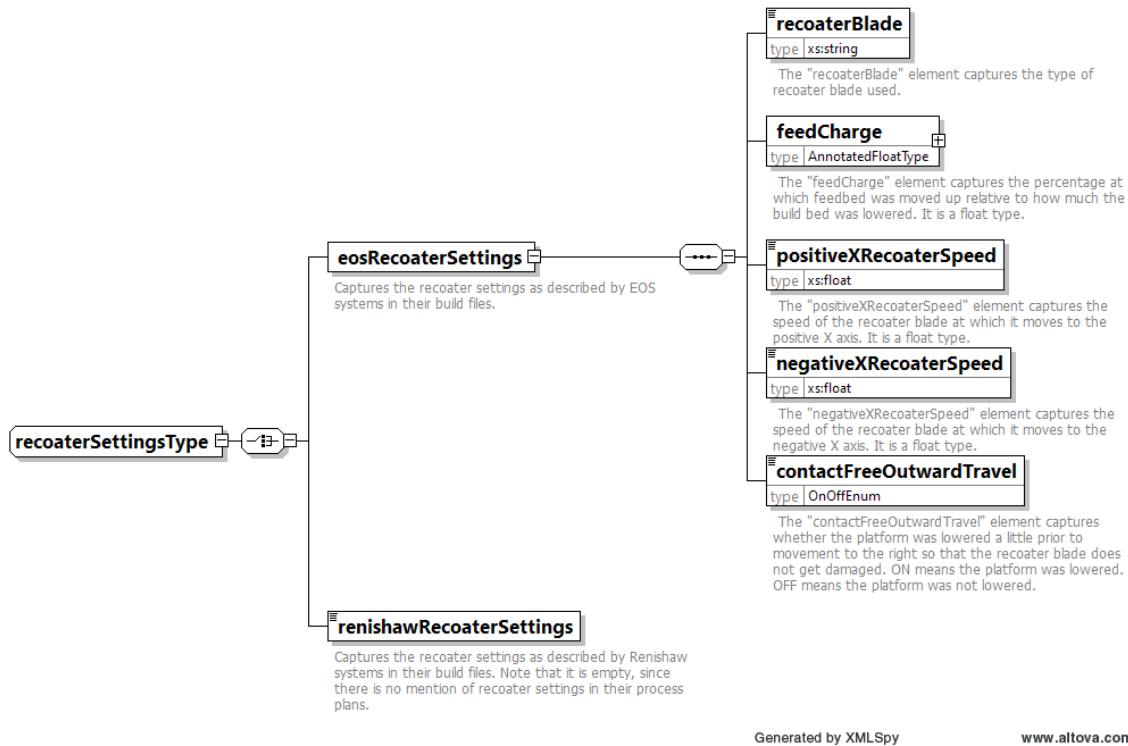 recoaterBlade
type xs:string
The "recoaterBlade" element captures the type of
recoater blade used.
feedCharge
type AnnotatedFloatType
The "feedCharge" element captures the percentage at
which feedbed was moved up relative to how much the
build bed was lowered. It is a float type.
eosRecoaterSettings
Captures the recoater settings as described by EOS
systems in their build files.
positiveXRecoaterSpeed
type xs:float
The "positiveXRecoaterSpeed" element captures the
speed of the recoater blade at which it moves to the
positive X axis. It is a float type.
negativeXRecoaterSpeed
type xs:float
The "negativeXRecoaterSpeed" element captures the
speed of the recoater blade at which it moves to the
negative X axis. It is a float type.
recoaterSettingsType
contactFreeOutwardTravel
type OnOffEnum
The "contactFreeOutwardTravel" element captures
whether the platform was lowered a little prior to
movement to the right so that the recoater blade does
not get damaged. ON means the platform was lowered.
OFF means the platform was not lowered.
renishawRecoaterSettings
Captures the recoater settings as described by Renishaw
systems in their build files. Note that it is empty, since
there is no mention of recoater settings in their process
plans.
Generated by XMLSpy www.altova.com